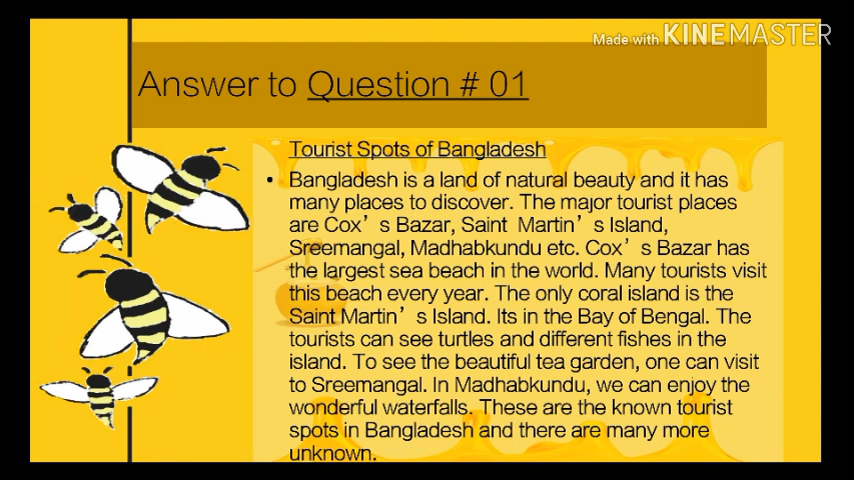 Made with KINEMASTER
Answer to Question # 01
Tourist Spots of Bangladesh
• Bangladesh is a land of natural beauty and it has
many places to discover. The major tourist places
are Cox’s Bazar, Saint Martin’s Island,
Sreemangal, Madhabkundu etc. Cox’s Bazar has
the largest sea beach in the world. Many tourists visit
this beach every year. The only coral island is the
Saint Martin’s Island. Its in the Bay of Bengal. The
tourists can see turtles and different fishes in the
island. To see the beautiful tea garden, one can visit
to Sreemangal. In Madhabkundu, we can enjoy the
wonderful waterfalls. These are the known tourist
spots in Bangladesh and there are many more
unknown.